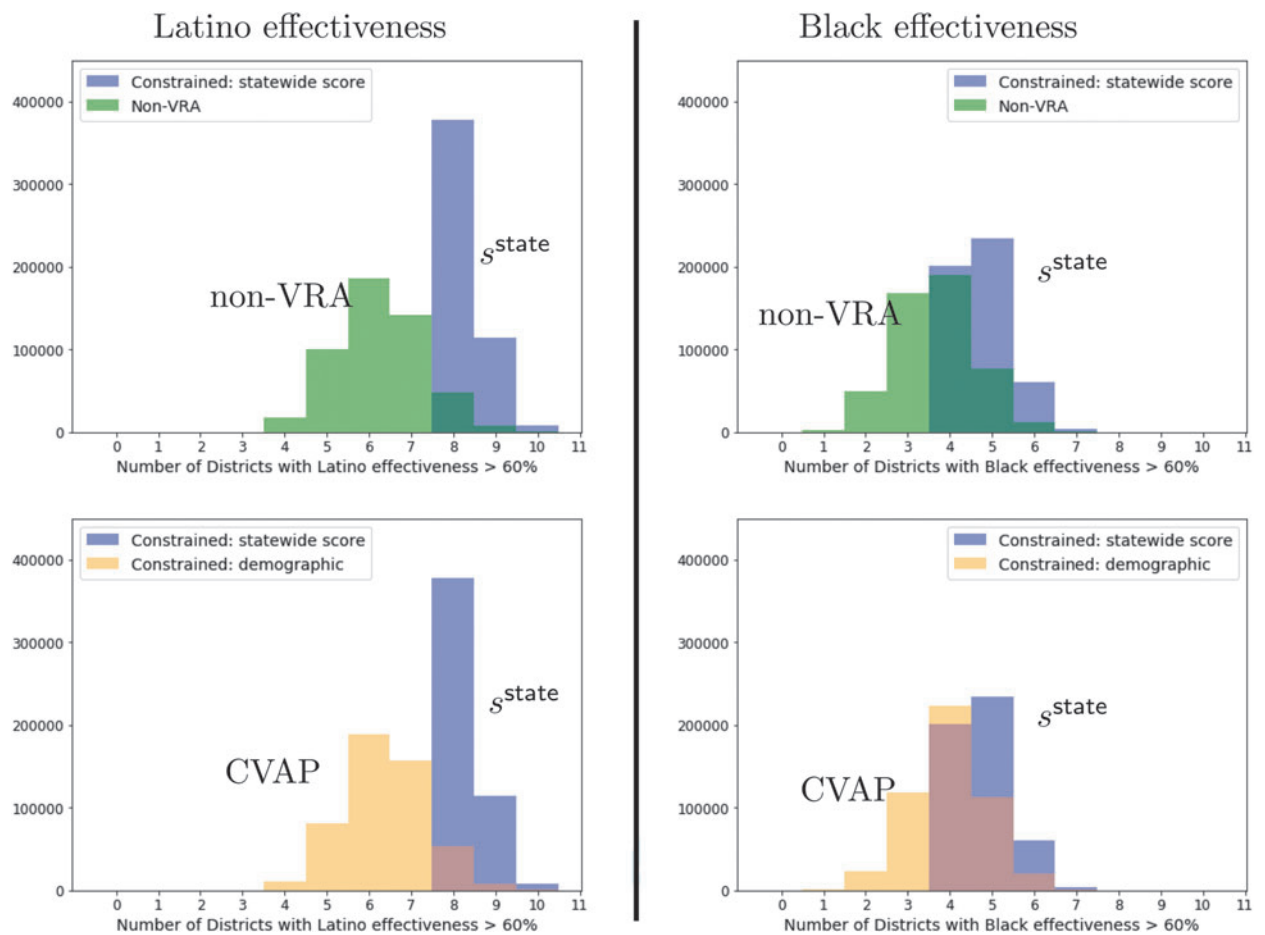 Latino effectiveness
Constrained: statewide score
Non-VRA
400000
300000
200000
100000
0
s^state
non-VRA
0 1 2 3 4 5 6 7 8 9 10 11
Number of Districts with Latino effectiveness > 60%
Black effectiveness
Constrained: statewide score
Non-VRA
400000
300000
200000
100000
0
s^state
non-VRA
0 1 2 3 4 5 6 7 8 9 10 11
Number of Districts with Black effectiveness > 60%
Constrained: statewide score
Constrained: demographic
400000
300000
200000
100000
0
s^state
CVAP
0 1 2 3 4 5 6 7 8 9 10 11
Number of Districts with Latino effectiveness > 60%
Constrained: statewide score
Constrained: demographic
400000
300000
200000
100000
0
s^state
CVAP
0 1 2 3 4 5 6 7 8 9 10 11
Number of Districts with Black effectiveness > 60%